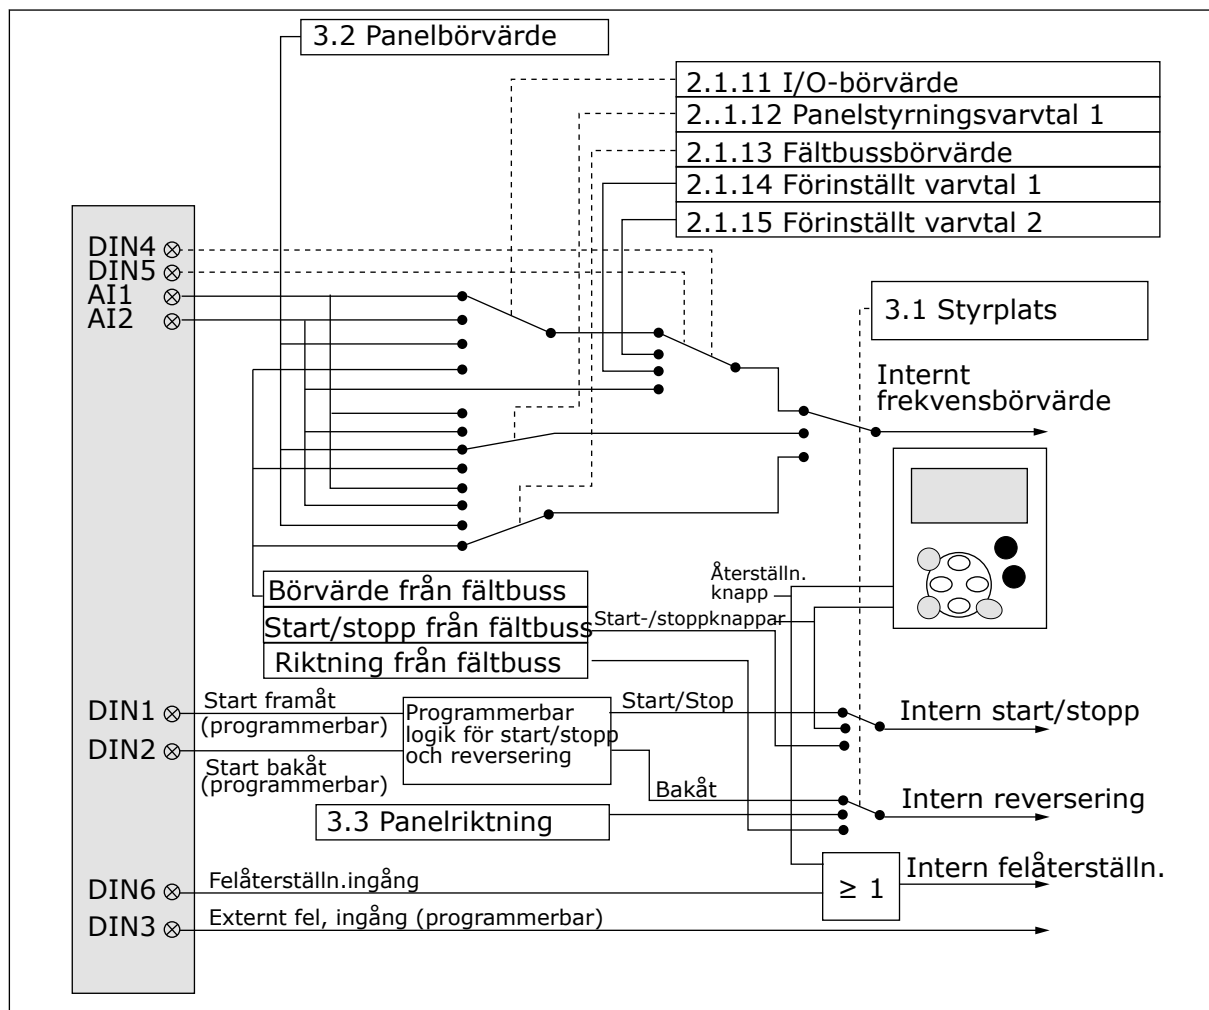 3.2 Panelbörvärde
2.1.11 I/O-börvärde
2..1.12 Panelstyrningsvarvtal 1
2.1.13 Fältbussbörvärde
2.1.14 Förinställt varvtal 1
2.1.15 Förinställt varvtal 2
DIN4
DIN5
AI1
AI2
3.1 Styrplats
Internt
frekvensbörvärde
Återställn.
knapp
Börvärde från fältbuss
Start/stopp från fältbuss
Start-/stoppknappar
Riktning från fältbuss
DIN1
Start framåt
(programmerbar)
Programmerbar
logik för start/stopp
och reversering
Start/Stop
Intern start/stopp
DIN2
Start bakåt
(programmerbar)
Bakåt
Intern reversering
3.3 Panelriktning
DIN6
Felåterställn.ingång
≥ 1
Intern felåterställn.
DIN3
Externt fel, ingång (programmerbar)